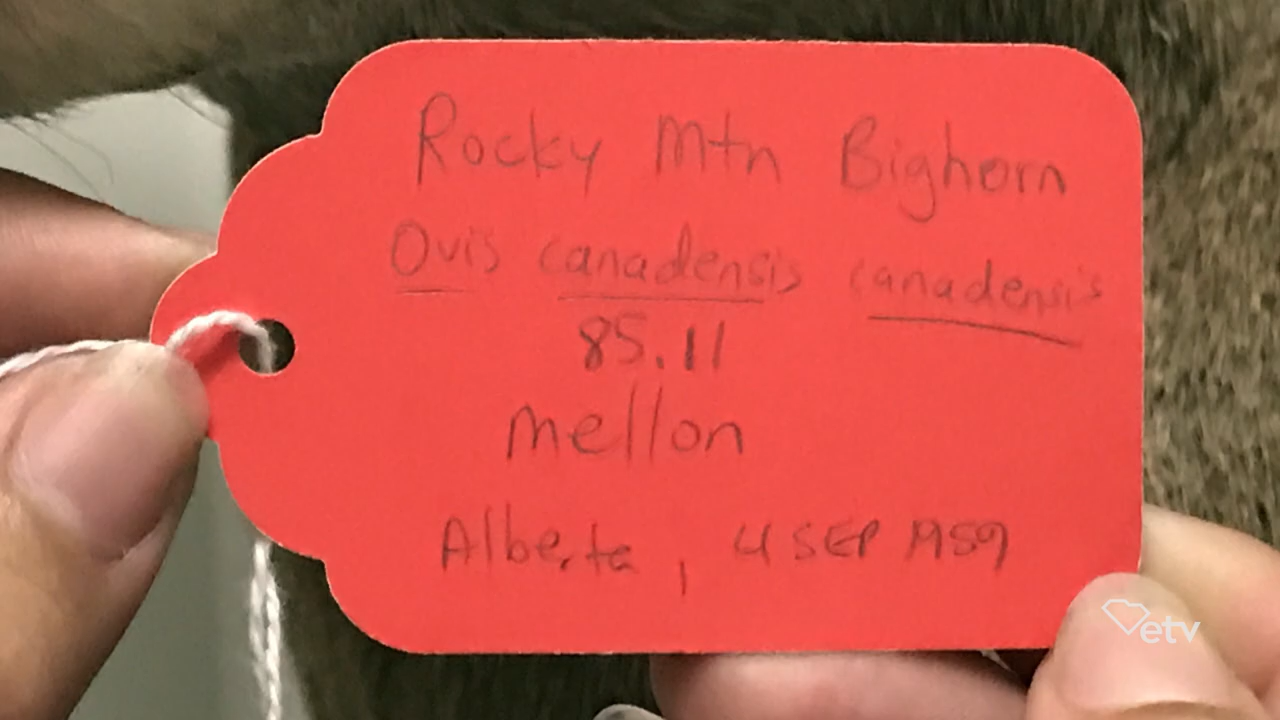 Rocky Mtn Bighorn
Ovis canadensis canadensis
85.11
Mellon
Alberta, 4 SEP 1959
etv